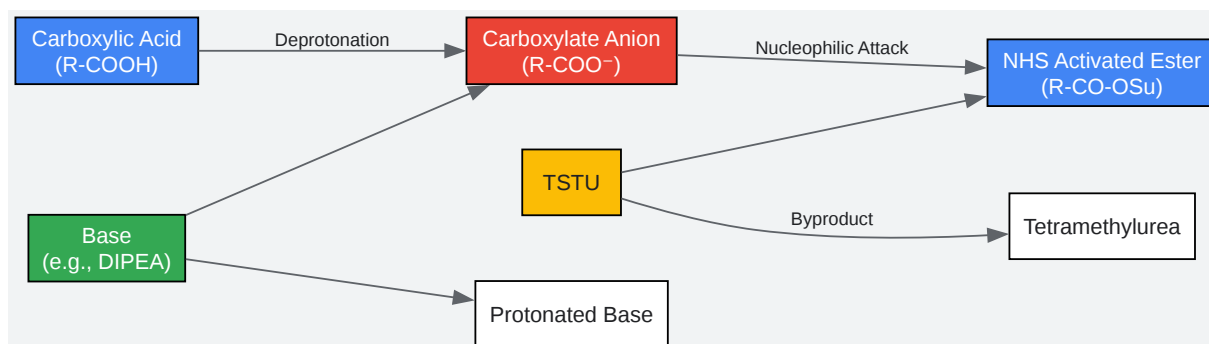 Carboxylic Acid
(R-COOH)
Deprotonation
Carboxylate Anion
(R-COO⁻)
Nucleophilic Attack
NHS Activated Ester
(R-CO-OSu)
TSTU
Byproduct
Tetramethylurea
Base
(e.g., DIPEA)
Protonated Base